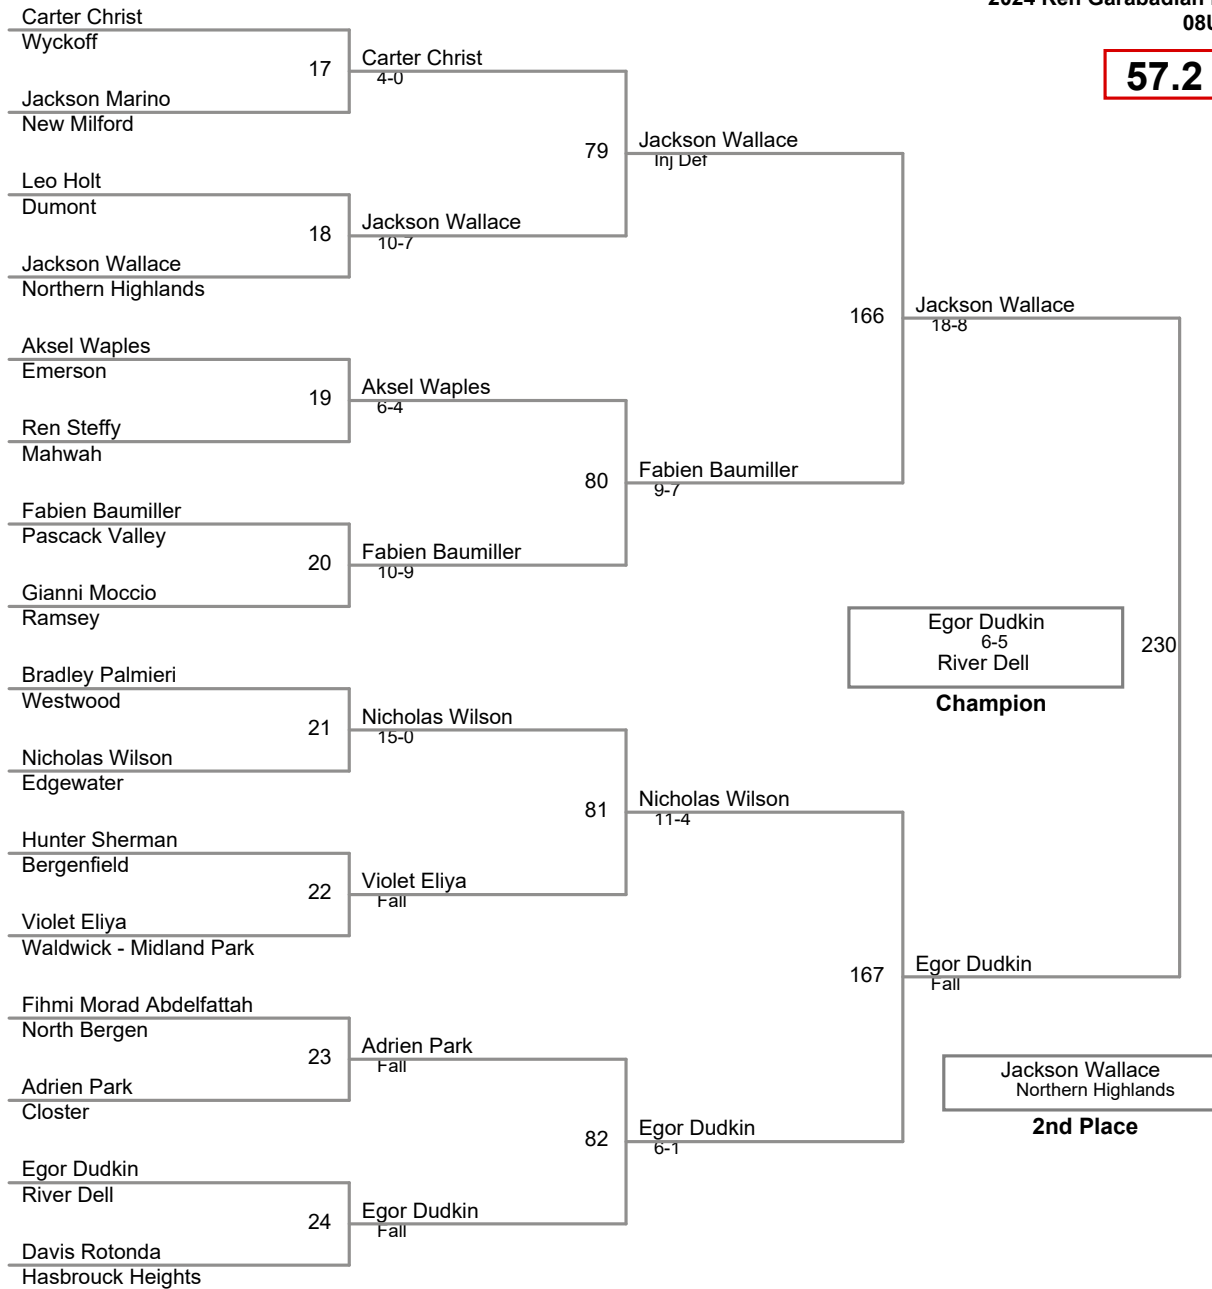 2024 Ken Garabadian
08U
57.2
Carter Christ
Wyckoff
17
Carter Christ
4-0
Jackson Marino
New Milford
79
Jackson Wallace
Inj Def
Leo Holt
Dumont
18
Jackson Wallace
10-7
Jackson Wallace
Northern Highlands
166
Jackson Wallace
18-8
Aksel Waples
Emerson
19
Aksel Waples
6-4
Ren Steffy
Mahwah
80
Fabien Baumiller
9-7
Fabien Baumiller
Pascack Valley
20
Fabien Baumiller
10-9
Gianni Moccio
Ramsey
Egor Dudkin
6-5
River Dell
230
Champion
Bradley Palmieri
Westwood
21
Nicholas Wilson
15-0
Nicholas Wilson
Edgewater
81
Nicholas Wilson
11-4
Hunter Sherman
Bergenfield
22
Violet Eliya
Fall
Violet Eliya
Waldwick - Midland Park
167
Egor Dudkin
Fall
Fihmi Morad Abdelfattah
North Bergen
23
Adrien Park
Fall
Adrien Park
Closter
Jackson Wallace
Northern Highlands
2nd Place
82
Egor Dudkin
6-1
Egor Dudkin
River Dell
24
Egor Dudkin
Fall
Davis Rotonda
Hasbrouck Heights